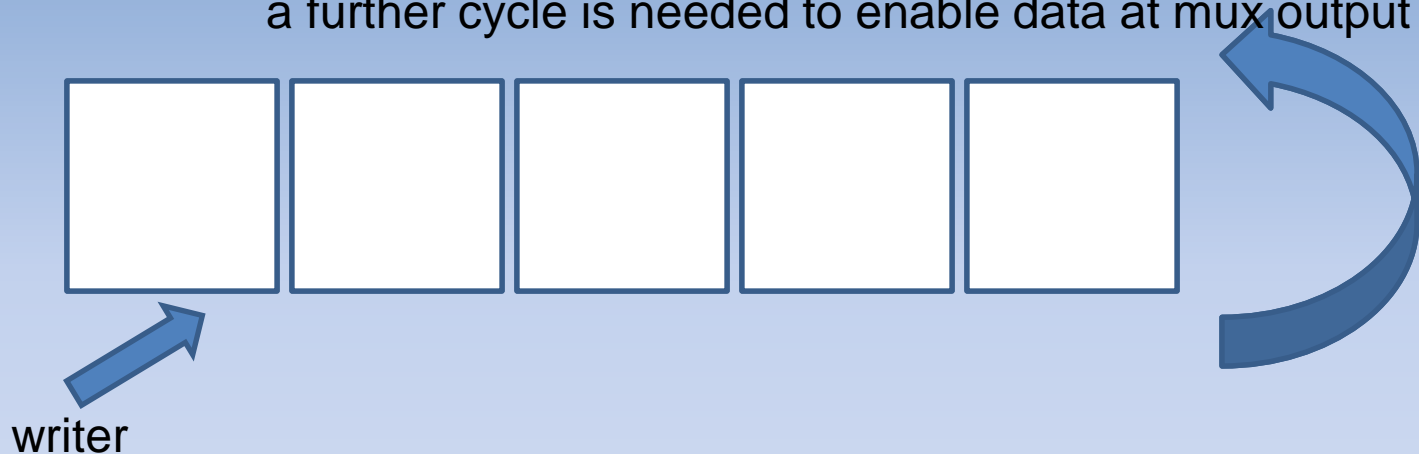 a further cycle is needed to enable data at mux output
writer